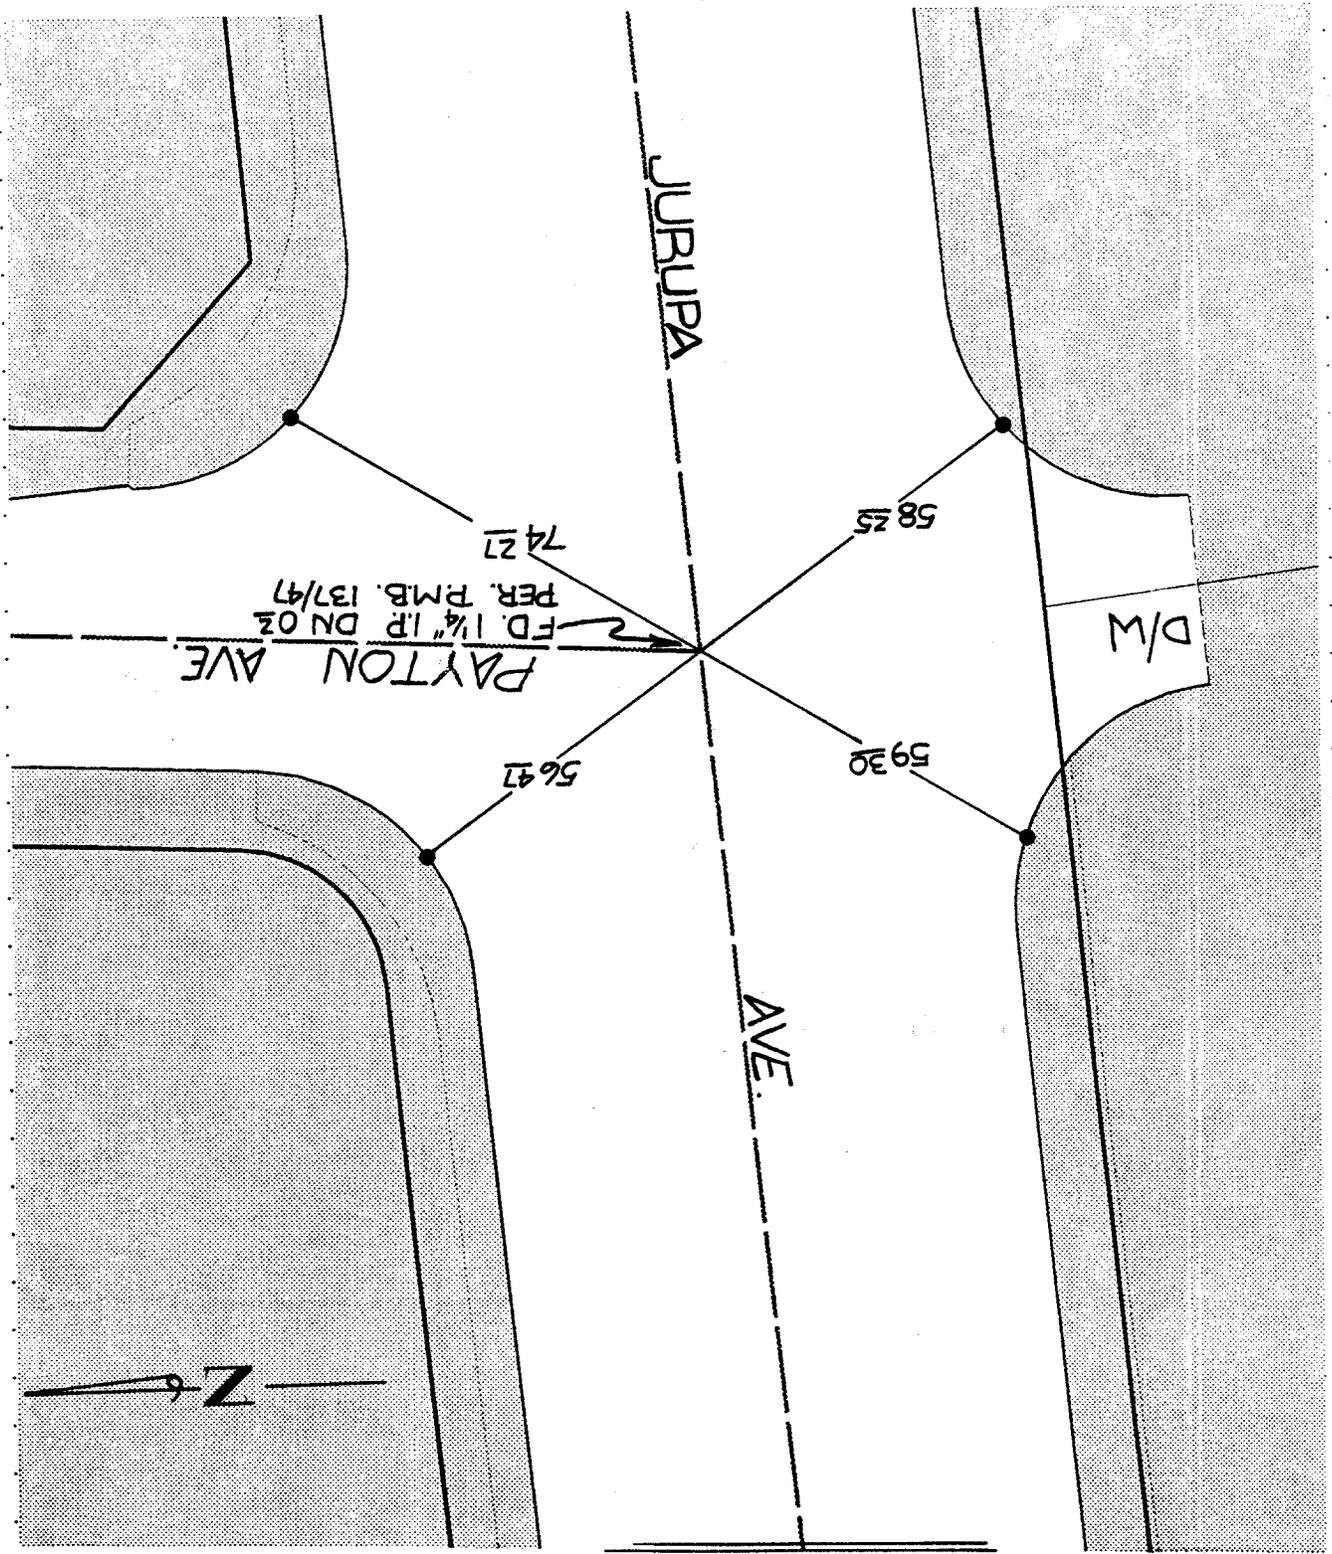 JURUPA
AVE.
PAYTON AVE.
FD. 1¼" I.P. DN 0.2
PER. P.M.B. 137/47
74 27
58 25
56 47
59 30
D/W
N